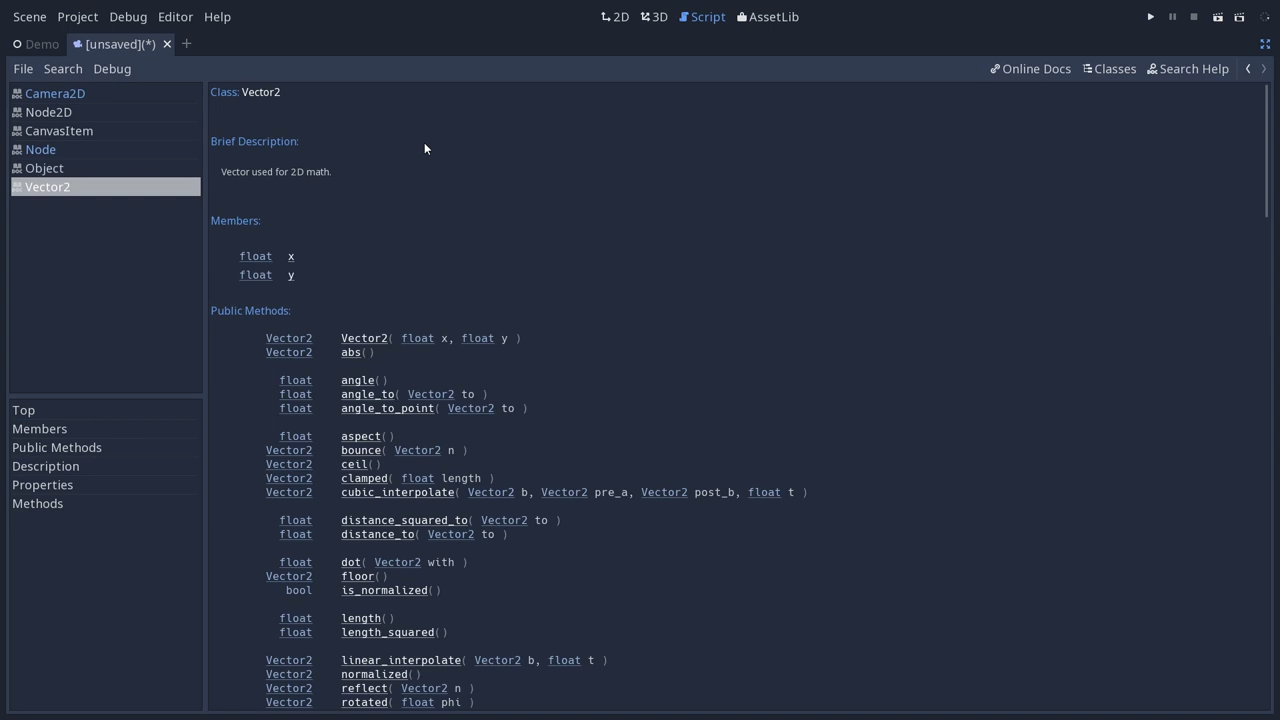 Scene Project Debug Editor Help 2D 3D Script AssetLib
Demo [unsaved](*)
File Search Debug Online Docs Classes Search Help
Camera2D
Node2D
CanvasItem
Node
Object
Vector2
Top
Members
Public Methods
Description
Properties
Methods
Class: Vector2
Brief Description:
Vector used for 2D math.
Members:
float x
float y
Public Methods:
Vector2 Vector2( float x, float y )
Vector2 abs()
float angle()
float angle_to( Vector2 to )
float angle_to_point( Vector2 to )
float aspect()
Vector2 bounce( Vector2 n )
Vector2 ceil()
Vector2 clamped( float length )
Vector2 cubic_interpolate( Vector2 b, Vector2 pre_a, Vector2 post_b, float t )
float distance_squared_to( Vector2 to )
float distance_to( Vector2 to )
float dot( Vector2 with )
Vector2 floor()
bool is_normalized()
float length()
float length_squared()
Vector2 linear_interpolate( Vector2 b, float t )
Vector2 normalized()
Vector2 reflect( Vector2 n )
Vector2 rotated( float phi )